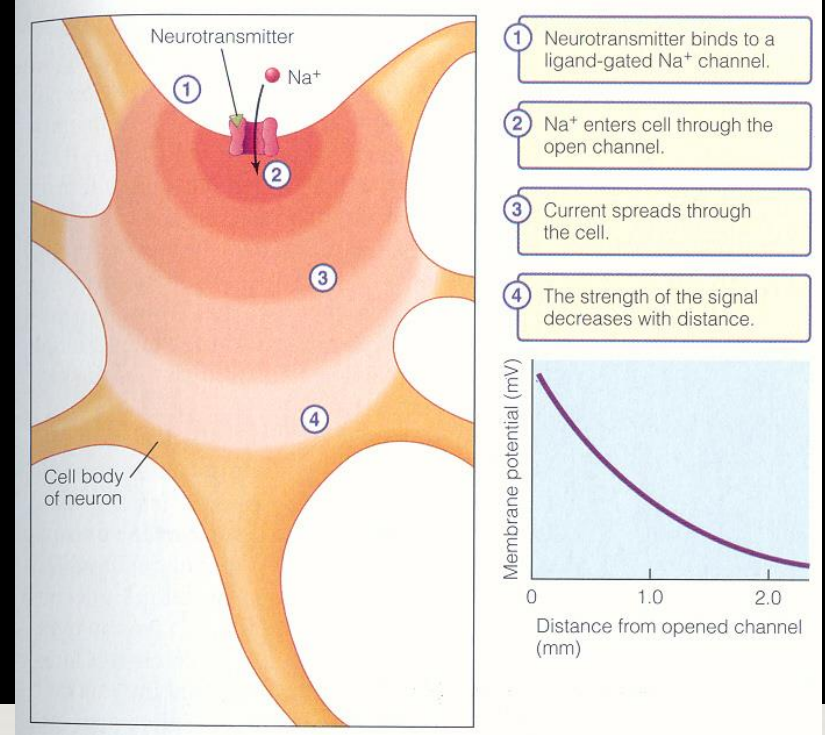 Neurotransmitter
Na⁺
1
2
3
4
Cell body
of neuron
1 Neurotransmitter binds to a
ligand-gated Na⁺ channel.
2 Na⁺ enters cell through the
open channel.
3 Current spreads through
the cell.
4 The strength of the signal
decreases with distance.
Membrane potential (mV)
0 1.0 2.0
Distance from opened channel
(mm)